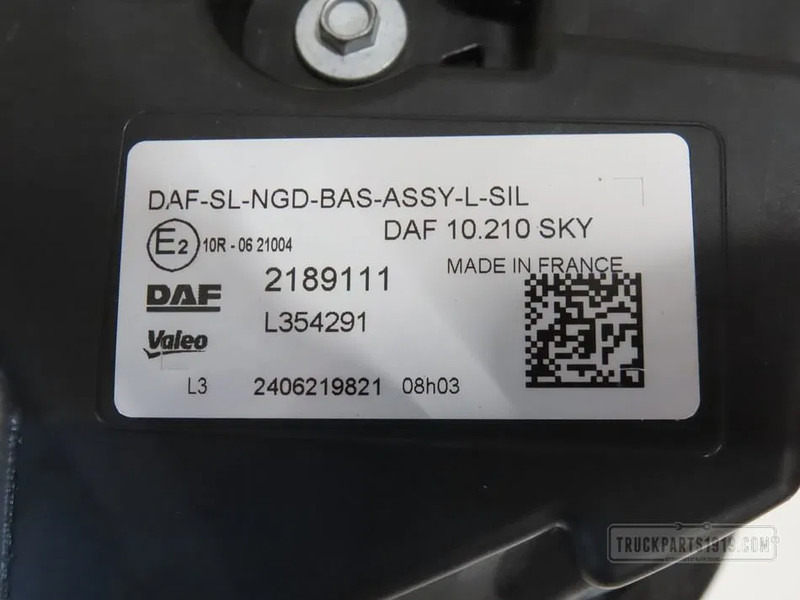 DAF-SL-NGD-BAS-ASSY-L-SIL
DAF 10.210 SKY
E2 10R - 06 21004
MADE IN FRANCE
2189111
DAF
L354291
Valeo
L3 2406219821 08h03
TRUCKPARTS1919.COM